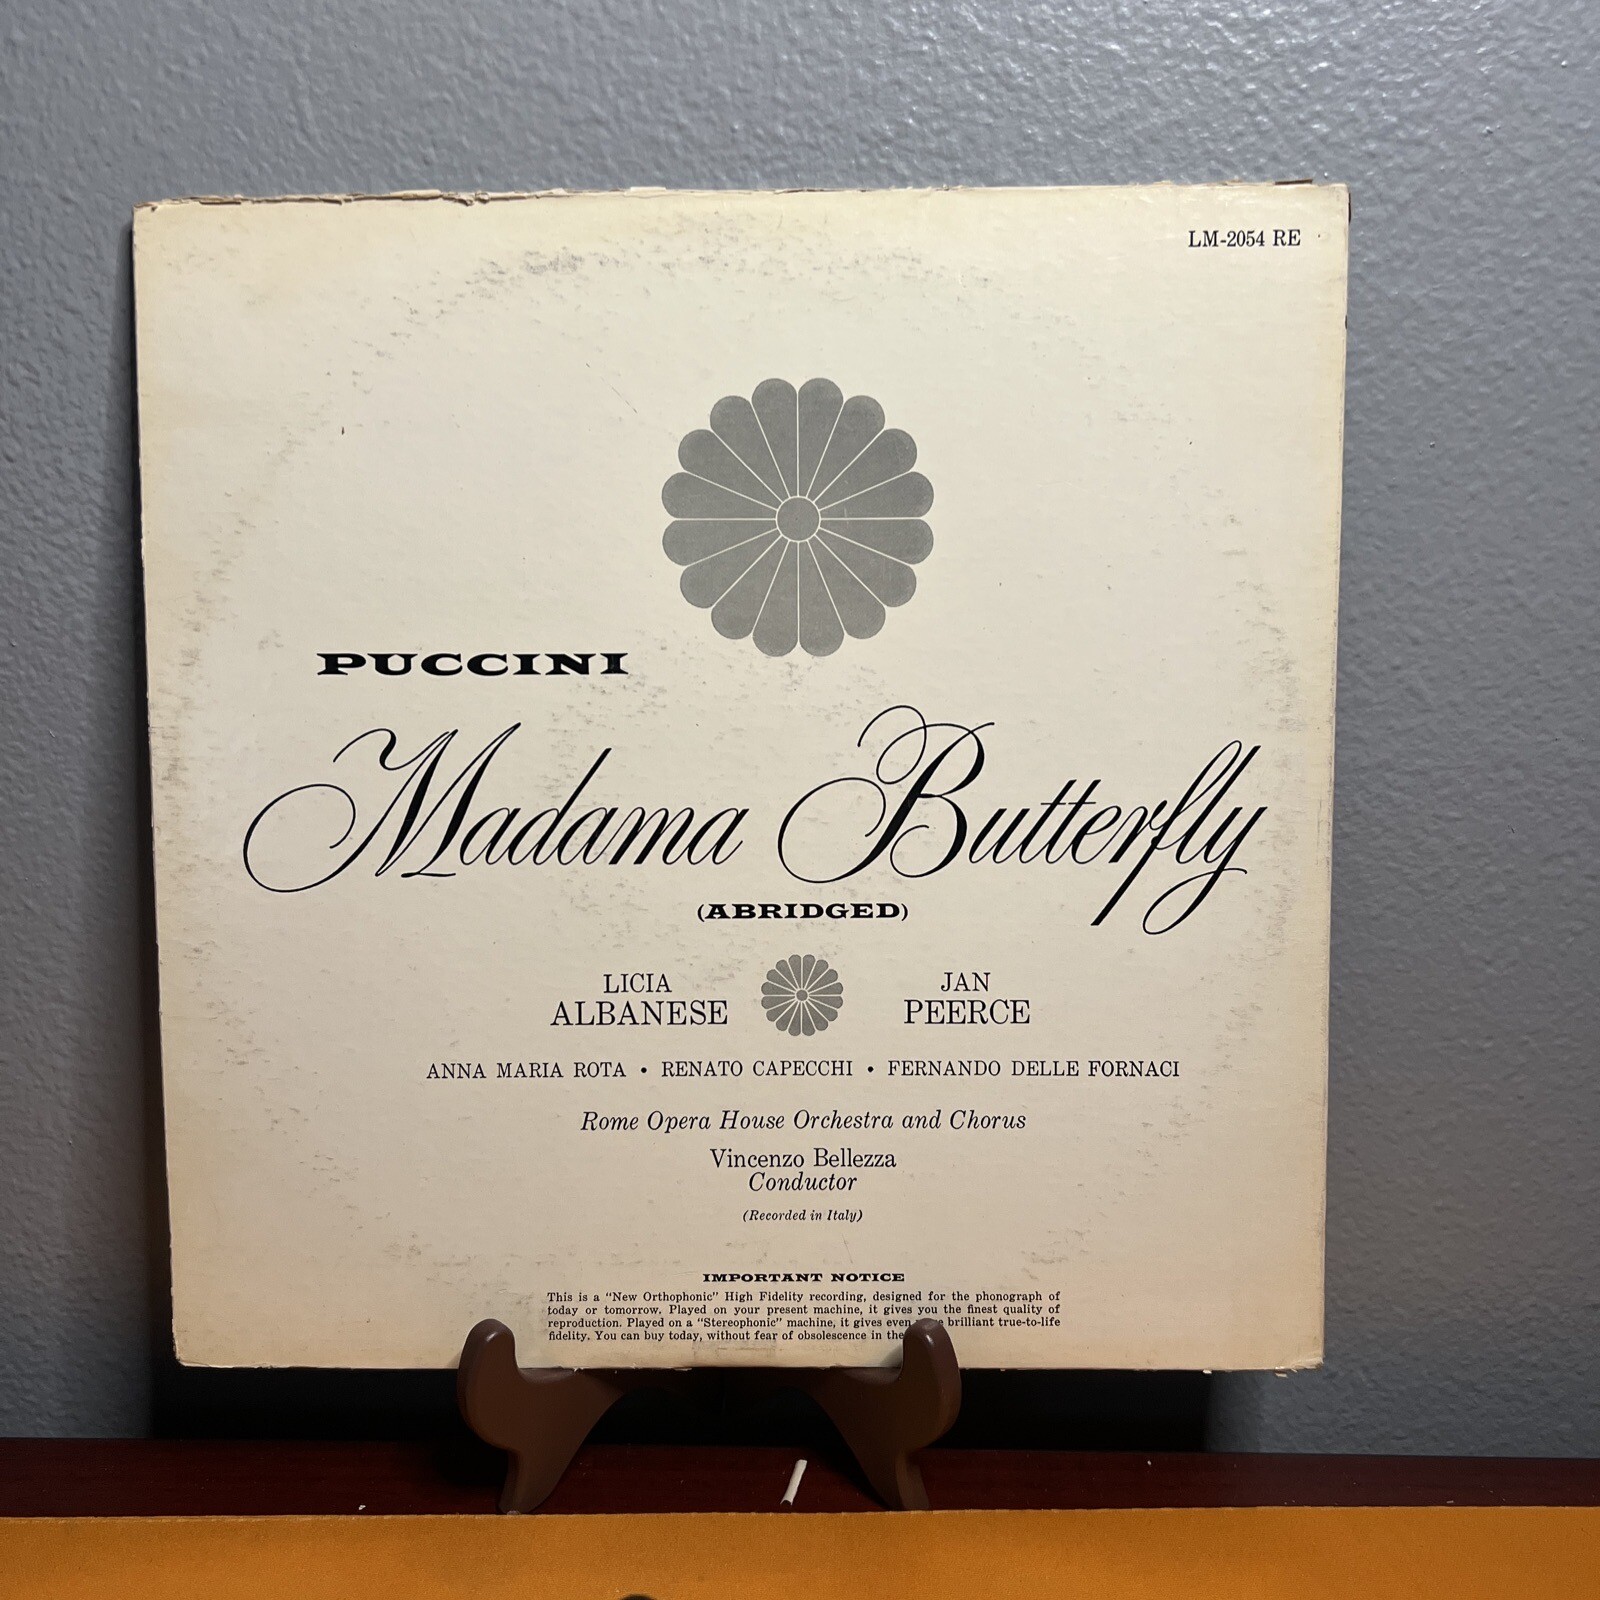 LM-2054 RE
PUCCINI
Madama Butterfly
(ABRIDGED)
LICIA JAN
ALBANESE PEERCE
ANNA MARIA ROTA • RENATO CAPECCHI • FERNANDO DELLE FORNACI
Rome Opera House Orchestra and Chorus
Vincenzo Bellezza
Conductor
(Recorded in Italy)
IMPORTANT NOTICE
This is a "New Orthophonic" High Fidelity recording, designed for the phonograph of
today or tomorrow. Played on your present machine, it gives you the finest quality of
reproduction. Played on a "Stereophonic" machine, it gives even brilliant true-to-life
fidelity. You can buy today, without fear of obsolescence in the